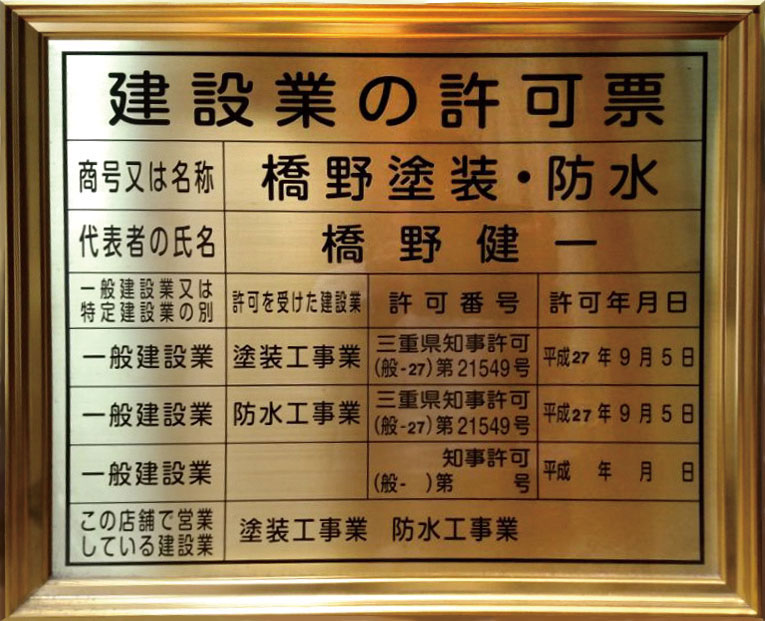 建設業の許可票
商号又は名称 橋野塗装・防水
代表者の氏名 橋野健一
一般建設業又は
特定建設業の別
許可を受けた建設業
許可番号
許可年月日
一般建設業
塗装工事業
三重県知事許可
(般-27)第21549号
平成27年9月5日
一般建設業
防水工事業
三重県知事許可
(般-27)第21549号
平成27年9月5日
一般建設業
知事許可
(般- )第 号
平成 年 月 日
この店舗で営業
している建設業
塗装工事業 防水工事業